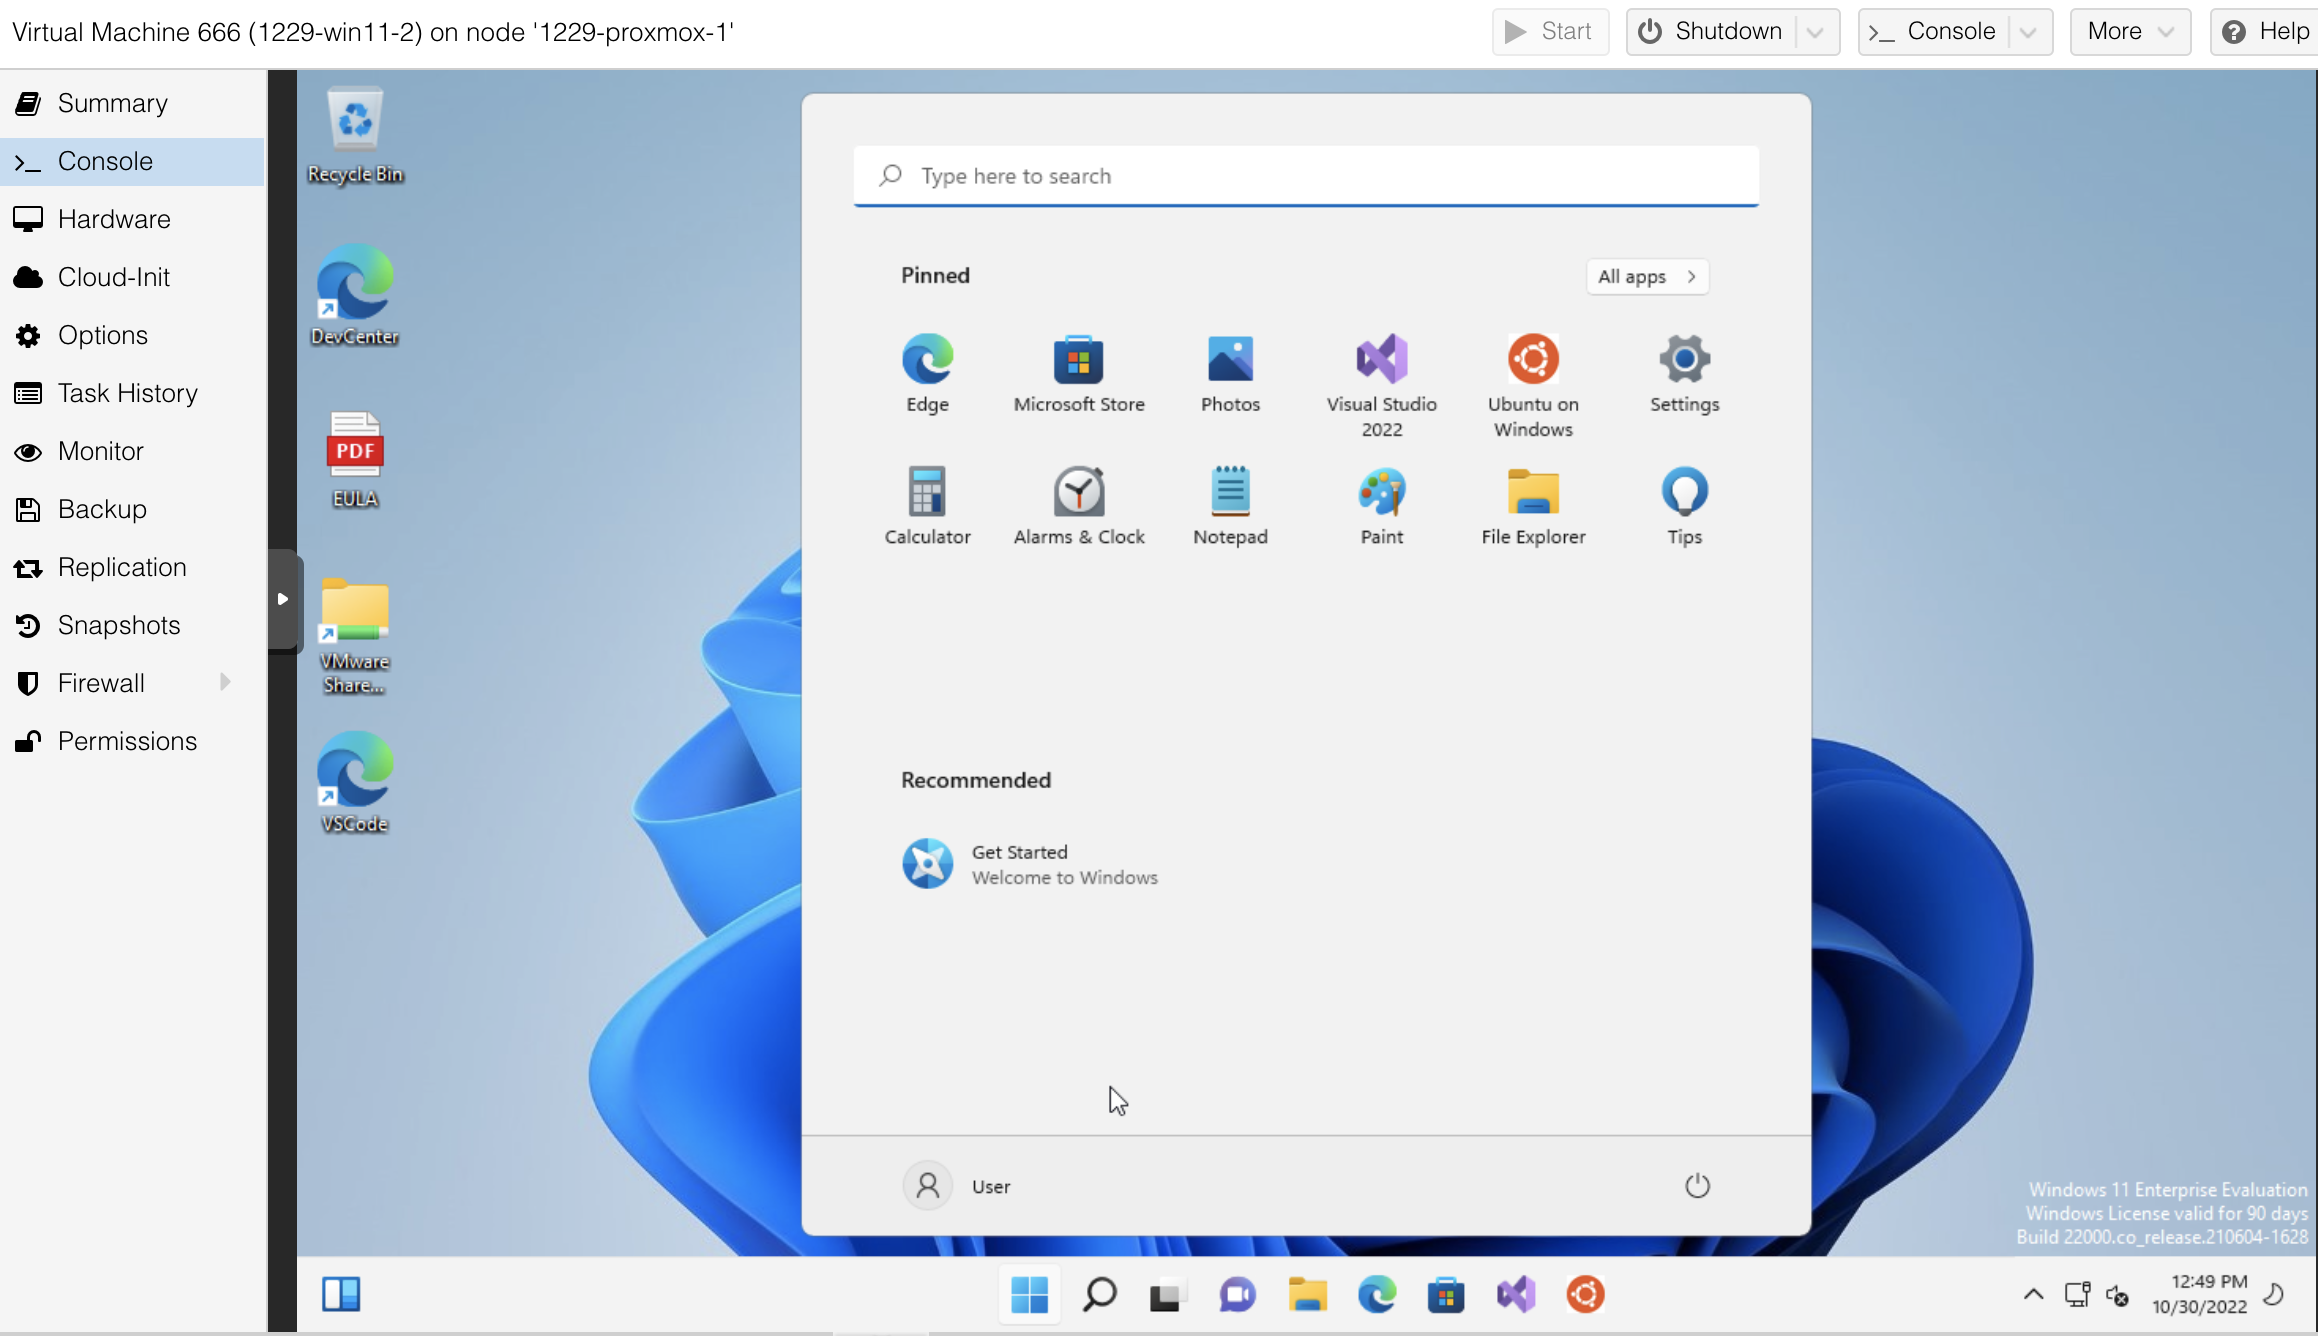 Virtual Machine 666 (1229-win11-2) on node '1229-proxmox-1'
Start
Shutdown
Console
More
Help
Summary
Console
Hardware
Cloud-Init
Options
Task History
Monitor
Backup
Replication
Snapshots
Firewall
Permissions
Recycle Bin
DevCenter
PDF
EULA
VMware
Share...
VSCode
Type here to search
Pinned
All apps
Edge
Microsoft Store
Photos
Visual Studio
2022
Ubuntu on
Windows
Settings
Calculator
Alarms & Clock
Notepad
Paint
File Explorer
Tips
Recommended
Get Started
Welcome to Windows
User
Windows 11 Enterprise Evaluation
Windows License valid for 90 days
Build 22000.co_release.210604-1628
12:49 PM
10/30/2022